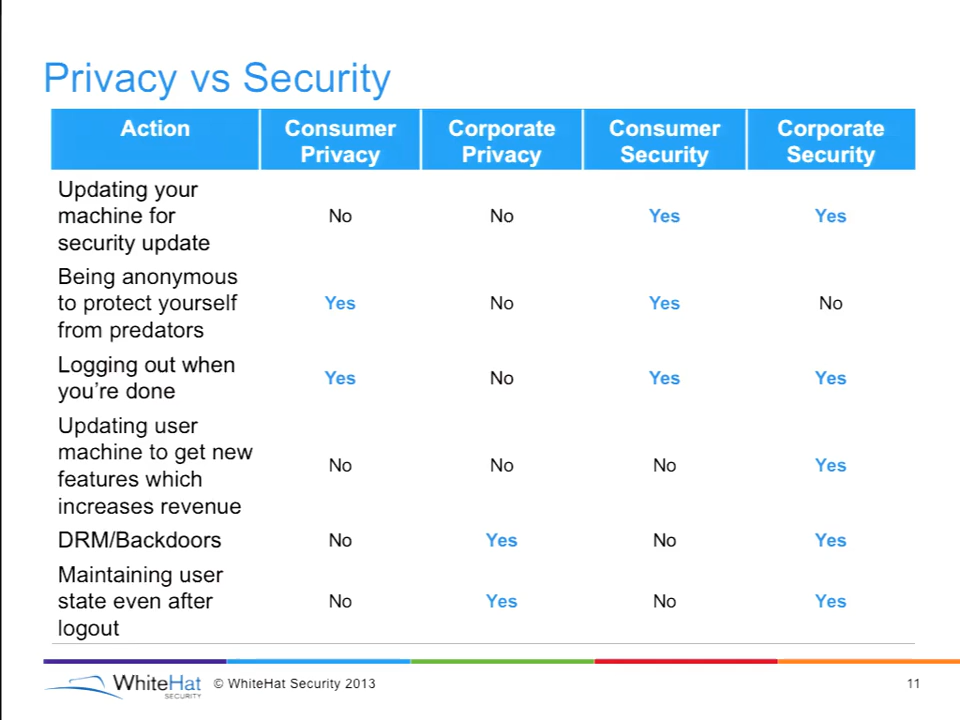 Privacy vs Security
Action
Consumer
Privacy
Corporate
Privacy
Consumer
Security
Corporate
Security
Updating your
machine for
security update
No
No
Yes
Yes
Being anonymous
to protect yourself
from predators
Yes
No
Yes
No
Logging out when
you're done
Yes
No
Yes
Yes
Updating user
machine to get new
features which
increases revenue
No
No
No
Yes
DRM/Backdoors
No
Yes
No
Yes
Maintaining user
state even after
logout
No
Yes
No
Yes
WhiteHat
SECURITY
© WhiteHat Security 2013
11